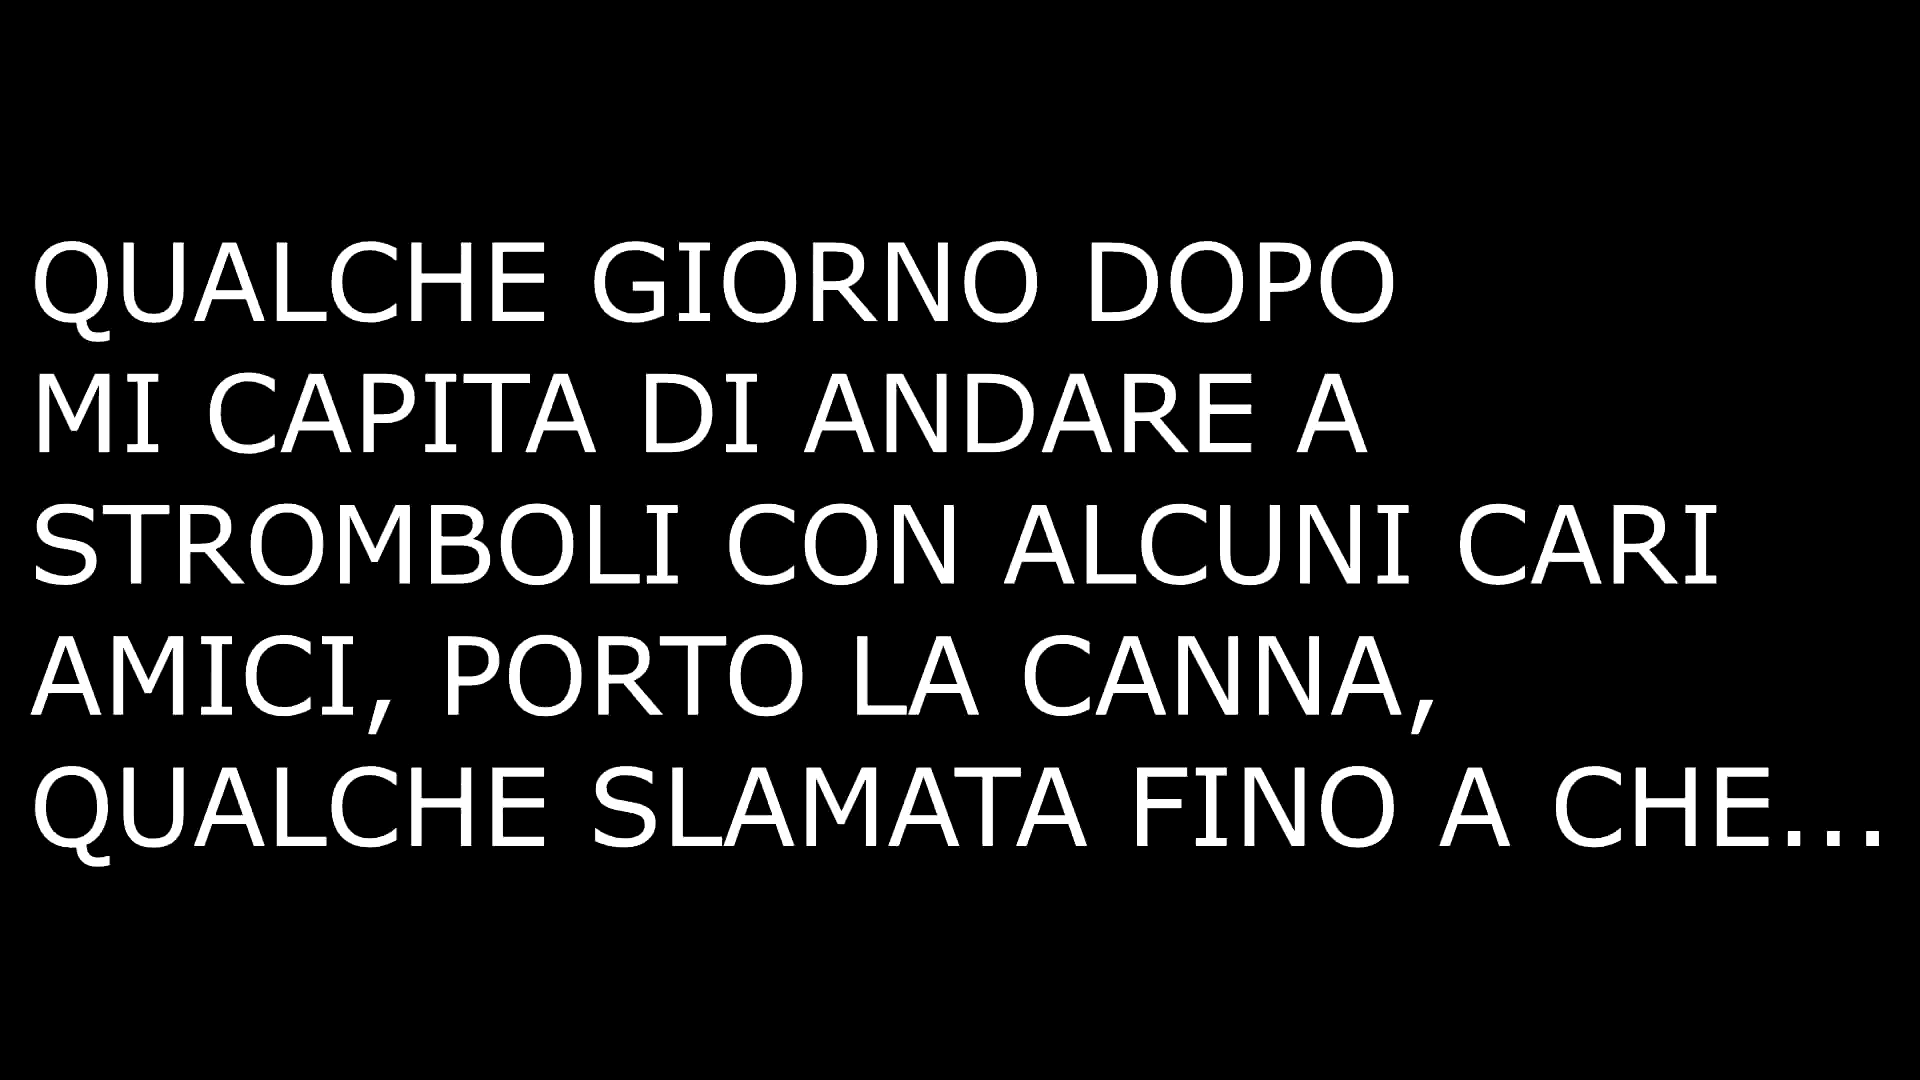 QUALCHE GIORNO DOPO
MI CAPITA DI ANDARE A
STROMBOLI CON ALCUNI CARI
AMICI, PORTO LA CANNA,
QUALCHE SLAMATA FINO A CHE...